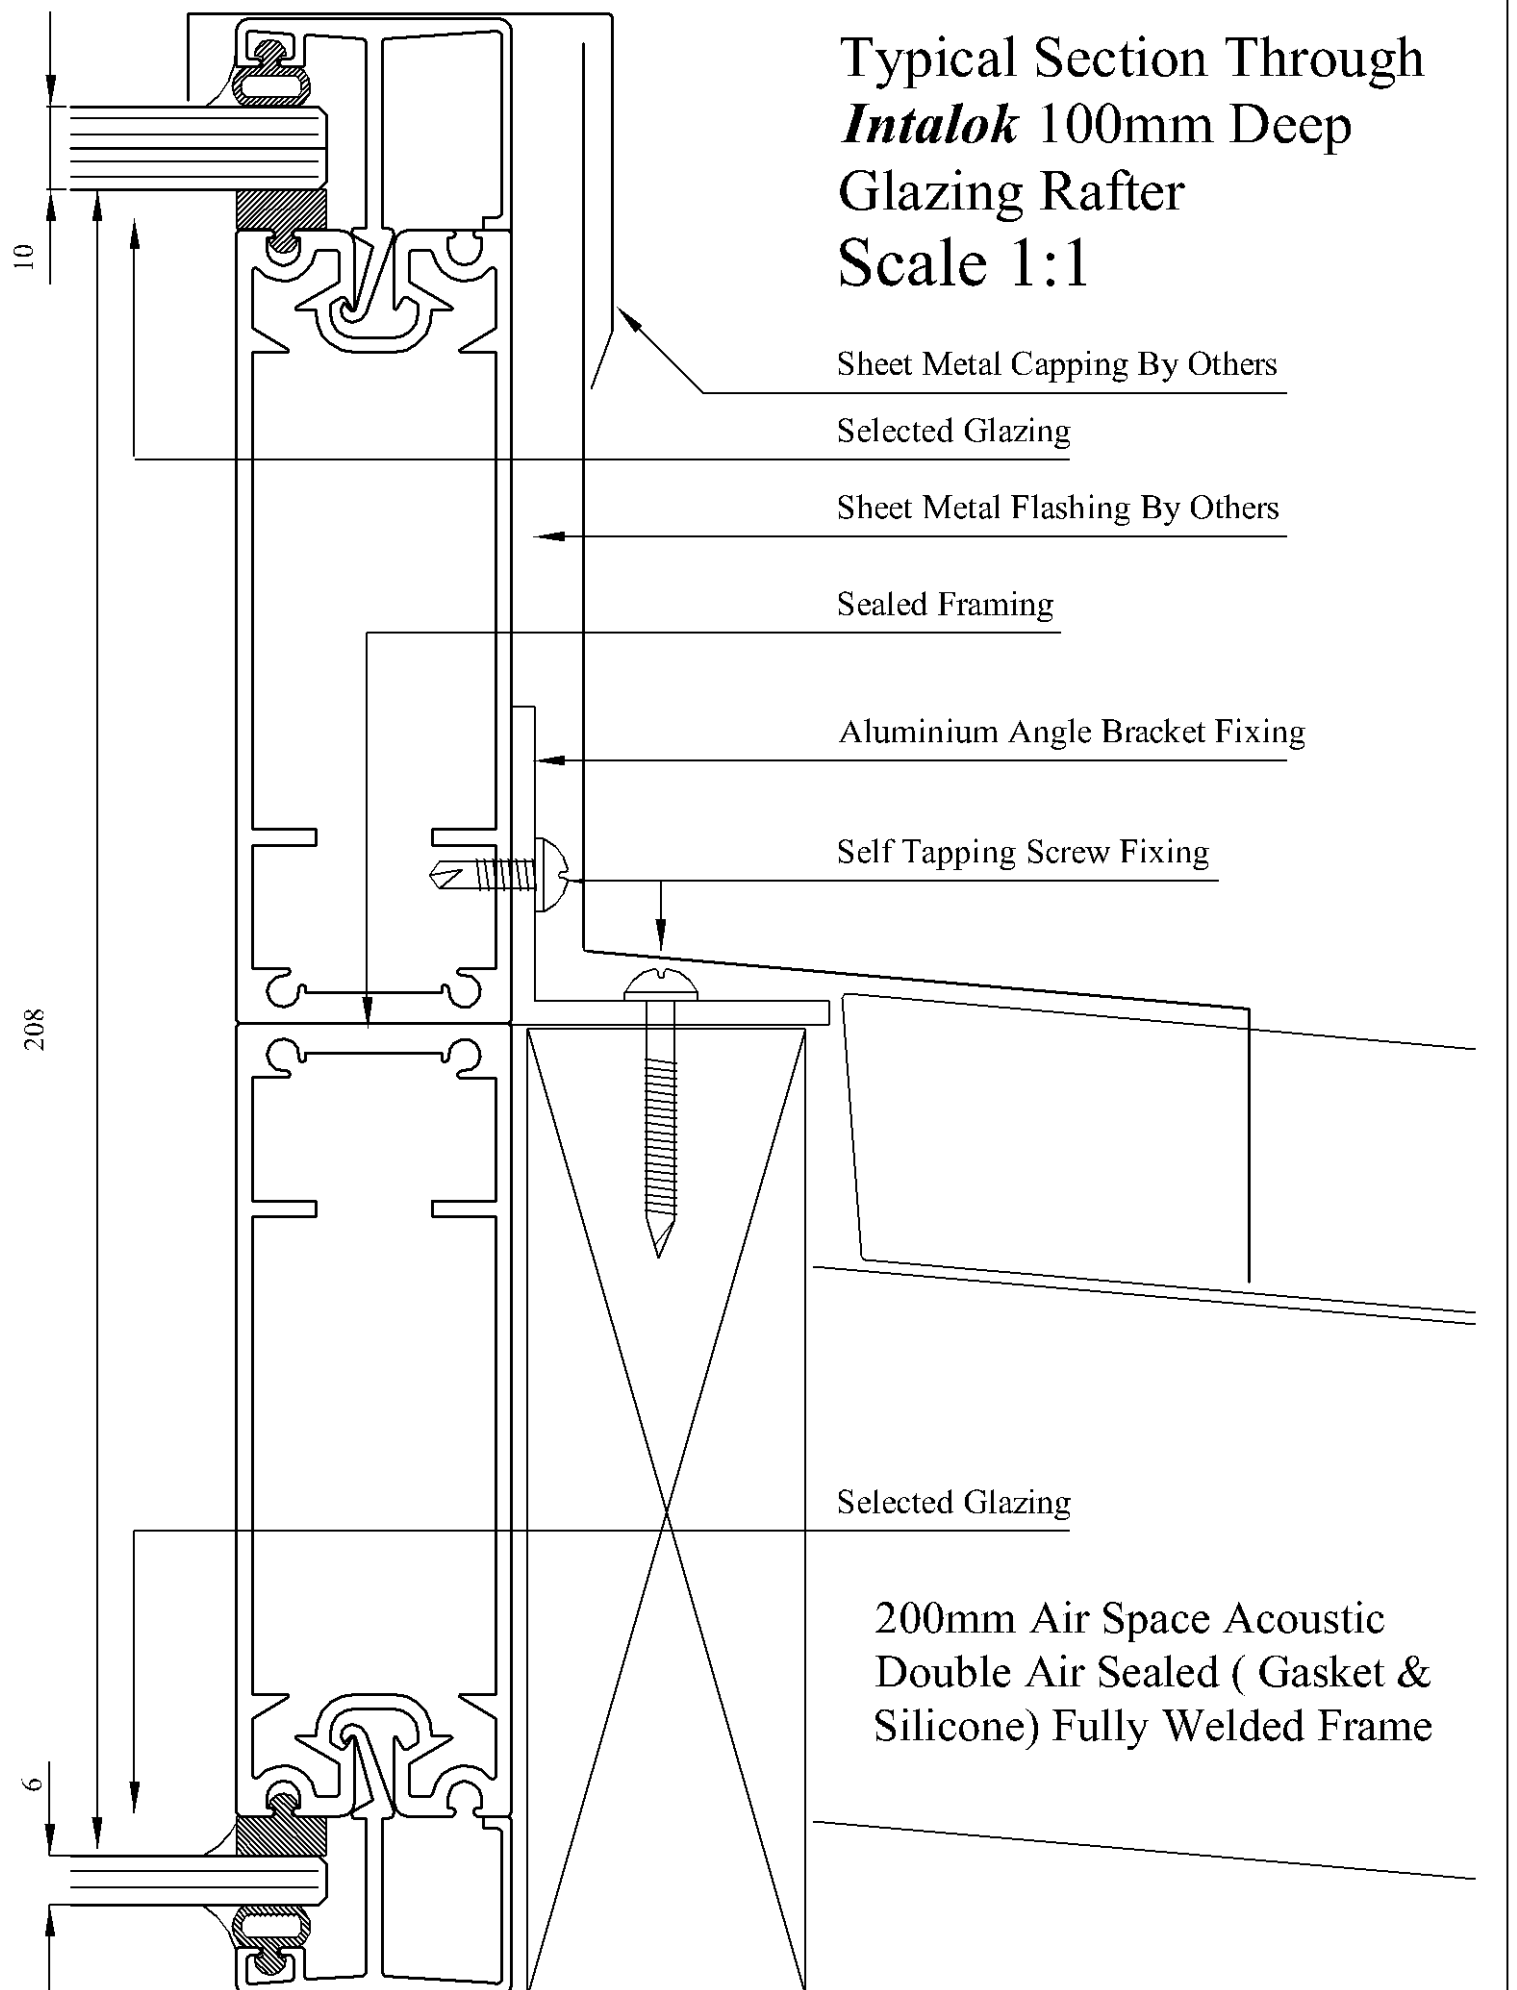 Typical Section Through
Intalok 100mm Deep
Glazing Rafter
Scale 1:1
10
Sheet Metal Capping By Others
Selected Glazing
Sheet Metal Flashing By Others
Sealed Framing
Aluminium Angle Bracket Fixing
Self Tapping Screw Fixing
208
Selected Glazing
200mm Air Space Acoustic
Double Air Sealed ( Gasket &
Silicone) Fully Welded Frame
6